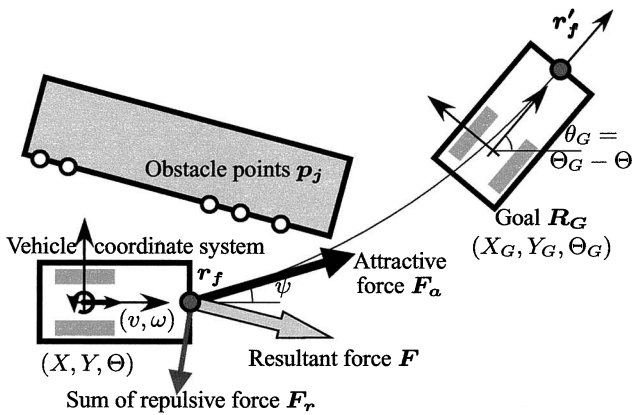 r'_f
Obstacle points p_j
θ_G =
Θ_G − Θ
Goal R_G
(X_G, Y_G, Θ_G)
Vehicle coordinate system
r_f
Attractive
force F_a
ψ
(v, ω)
(X, Y, Θ)
Resultant force F
Sum of repulsive force F_r